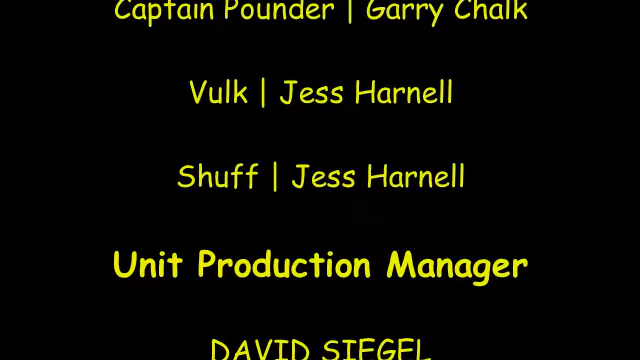 Captain Pounder | Garry Chalk
Vulk | Jess Harnell
Shuff | Jess Harnell
Unit Production Manager
DAVID SIEGEL